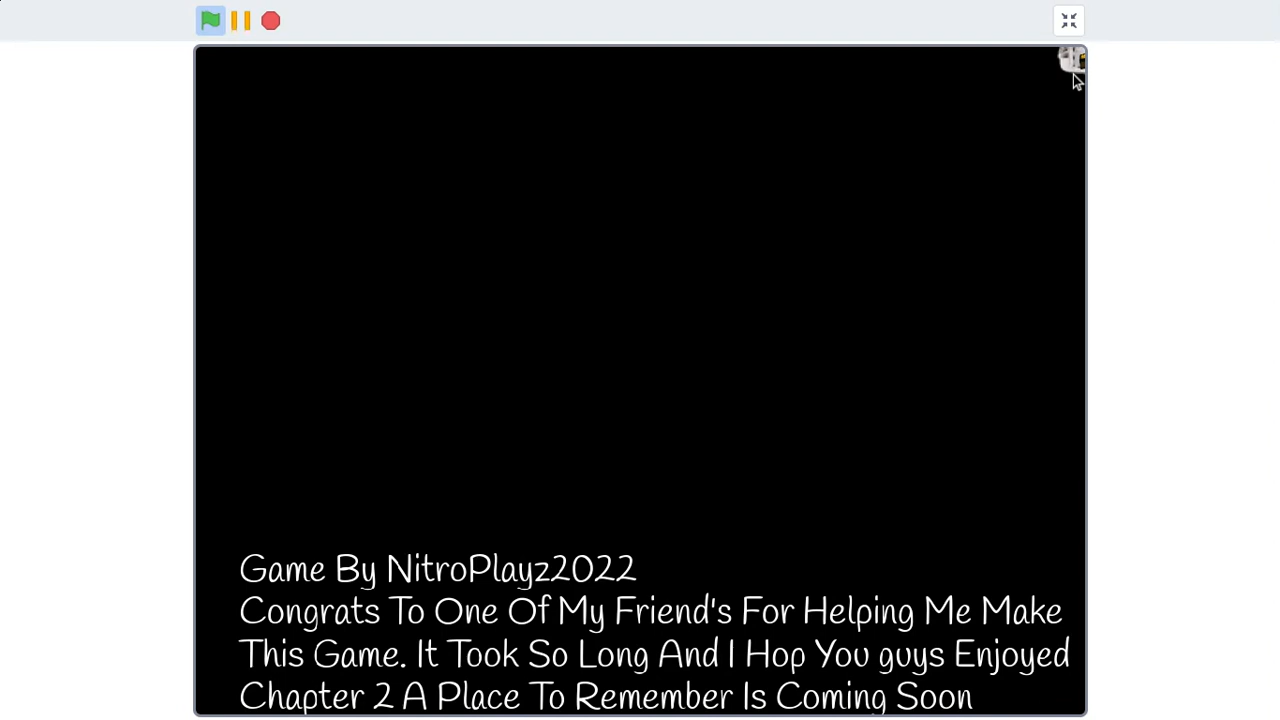 Game By NitroPlayz2022
Congrats To One Of My Friend's For Helping Me Make
This Game. It Took So Long And I Hop You guys Enjoyed
Chapter 2 A Place To Remember Is Coming Soon